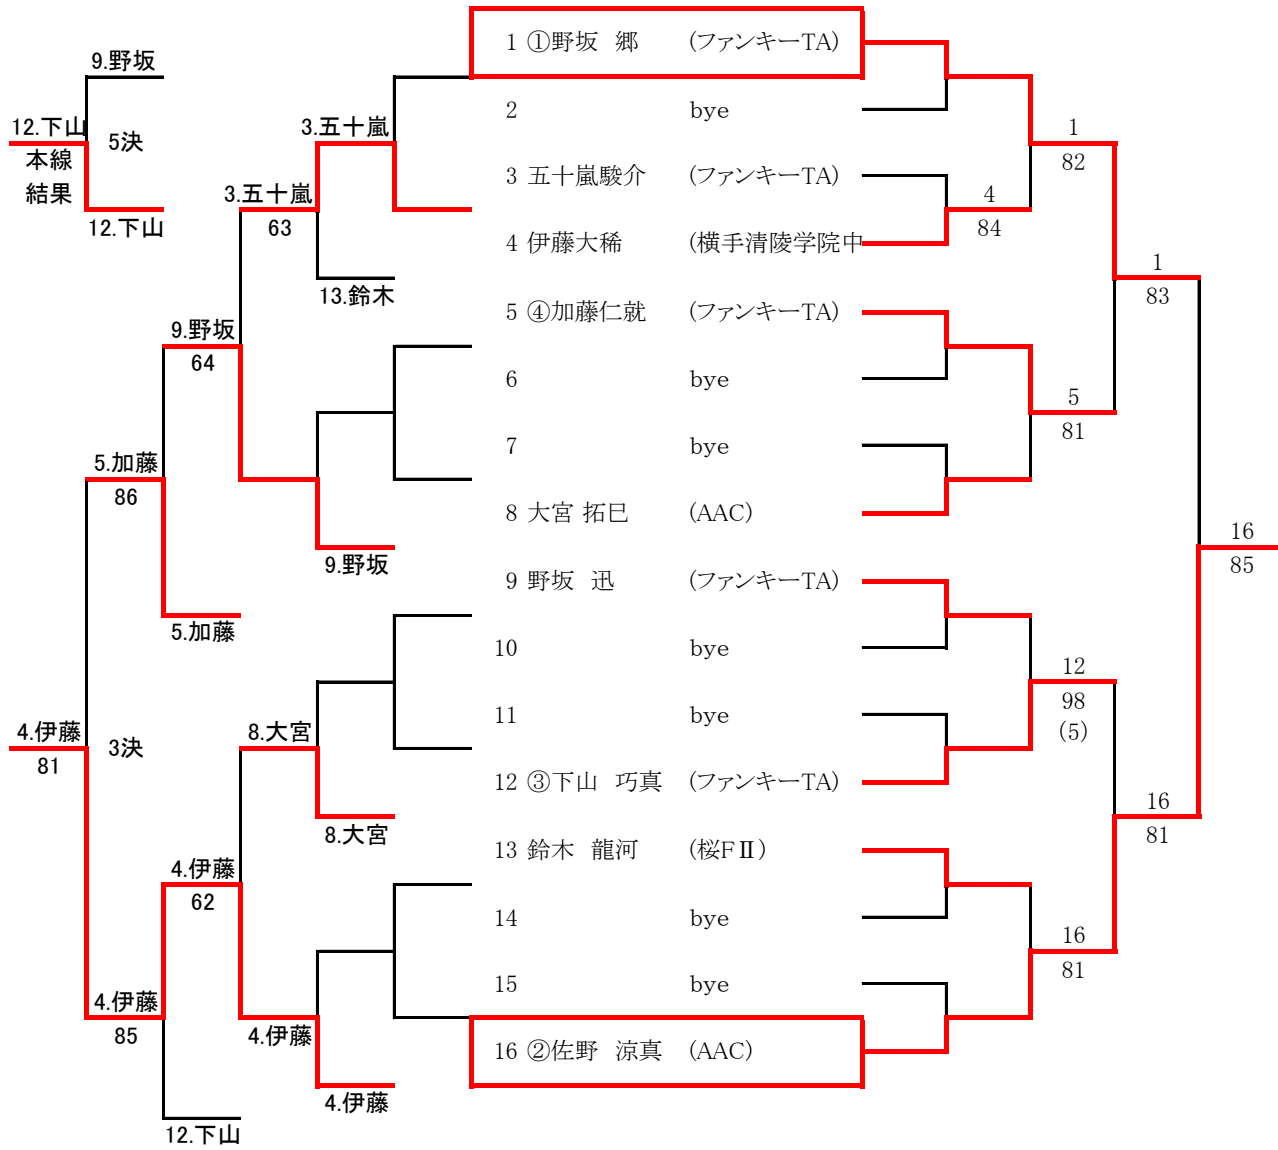 1 ①野坂 郷 (ファンキーTA)
9.野坂
2 bye
12.下山
5決
3.五十嵐
1
本線
82
結果
3 五十嵐駿介 (ファンキーTA)
3.五十嵐
4
12.下山
63
84
4 伊藤大稀 (横手清陵学院中
1
13.鈴木
83
5 ④加藤仁就 (ファンキーTA)
9.野坂
64
6 bye
5
81
7 bye
5.加藤
86
8 大宮 拓巳 (AAC)
16
9.野坂
85
9 野坂 迅 (ファンキーTA)
5.加藤
10 bye
12
98
(5)
11 bye
4.伊藤
3決
8.大宮
81
12 ③下山 巧真 (ファンキーTA)
16
8.大宮
81
13 鈴木 龍河 (桜FⅡ)
4.伊藤
62
14 bye
16
81
15 bye
4.伊藤
85
4.伊藤
16 ②佐野 涼真 (AAC)
4.伊藤
12.下山